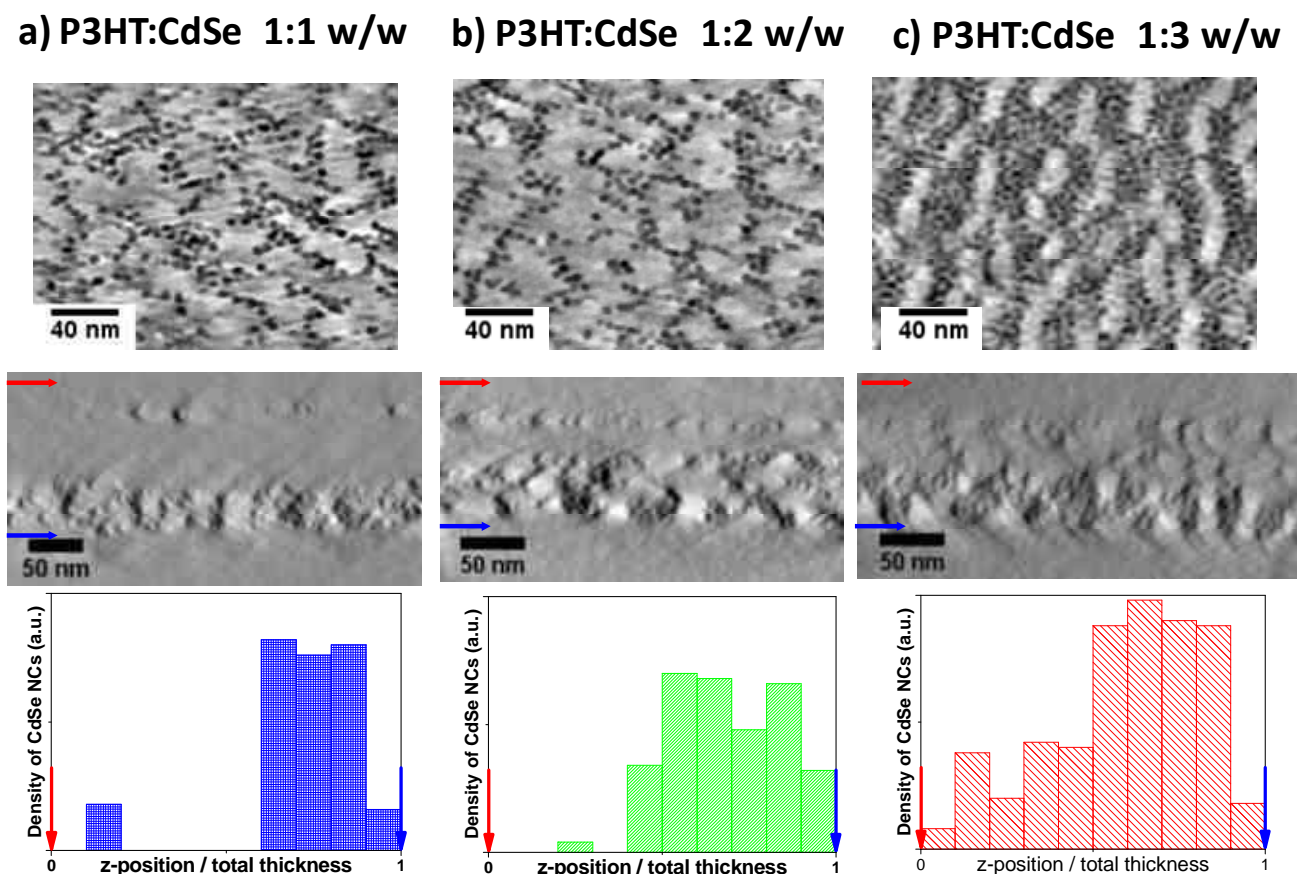 a) P3HT:CdSe 1:1 w/w
b) P3HT:CdSe 1:2 w/w
c) P3HT:CdSe 1:3 w/w
40 nm
40 nm
40 nm
50 nm
50 nm
50 nm
Density of CdSe NCs (a.u.)
0
1
z-position / total thickness
Density of CdSe NCs (a.u.)
0
1
z-position / total thickness
Density of CdSe NCs (a.u.)
0
1
z-position / total thickness